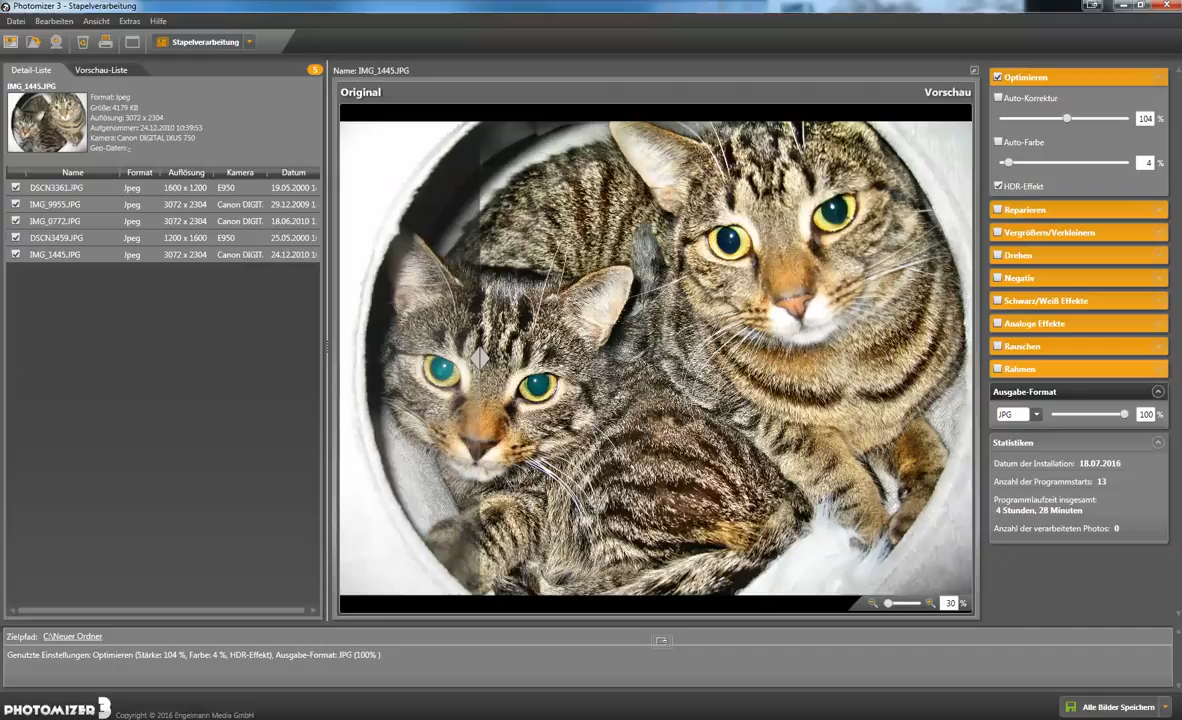 Photomizer 3 - Stapelverarbeitung
Datei Bearbeiten Ansicht Extras Hilfe
Stapelverarbeitung
Detail-Liste Vorschau-Liste 5
IMG_1445.JPG
Format: Jpeg
Größe: 4179 KB
Auflösung: 3072 x 2304
Aufgenommen: 24.12.2010 10:39:53
Kamera: Canon DIGITAL IXUS 750
Geo-Daten: -
Name Format Auflösung Kamera Datum
DSCN3361.JPG Jpeg 1600 x 1200 E950 19.05.2000 1
IMG_9955.JPG Jpeg 3072 x 2304 Canon DIGIT. 29.12.2009 1
IMG_0772.JPG Jpeg 3072 x 2304 Canon DIGIT. 18.06.2010 1
DSCN3459.JPG Jpeg 1200 x 1600 E950 25.05.2000 1
IMG_1445.JPG Jpeg 3072 x 2304 Canon DIGIT. 24.12.2010 1
Name: IMG_1445.JPG
Original Vorschau
30 %
Optimieren
Auto-Korrektur
104 %
Auto-Farbe
4 %
HDR-Effekt
Reparieren
Vergrößern/Verkleinern
Drehen
Negativ
Schwarz/Weiß Effekte
Analoge Effekte
Rauschen
Rahmen
Ausgabe-Format
JPG 100 %
Statistiken
Datum der Installation: 18.07.2016
Anzahl der Programmstarts: 13
Programmlaufzeit insgesamt:
4 Stunden, 28 Minuten
Anzahl der verarbeiteten Photos: 0
Zielpfad: C:\Neuer Ordner
Genutzte Einstellungen: Optimieren (Stärke: 104 %, Farbe: 4 %, HDR-Effekt), Ausgabe-Format: JPG (100% )
PHOTOMIZER 3 Copyright © 2016 Engelmann Media GmbH
Alle Bilder Speichern